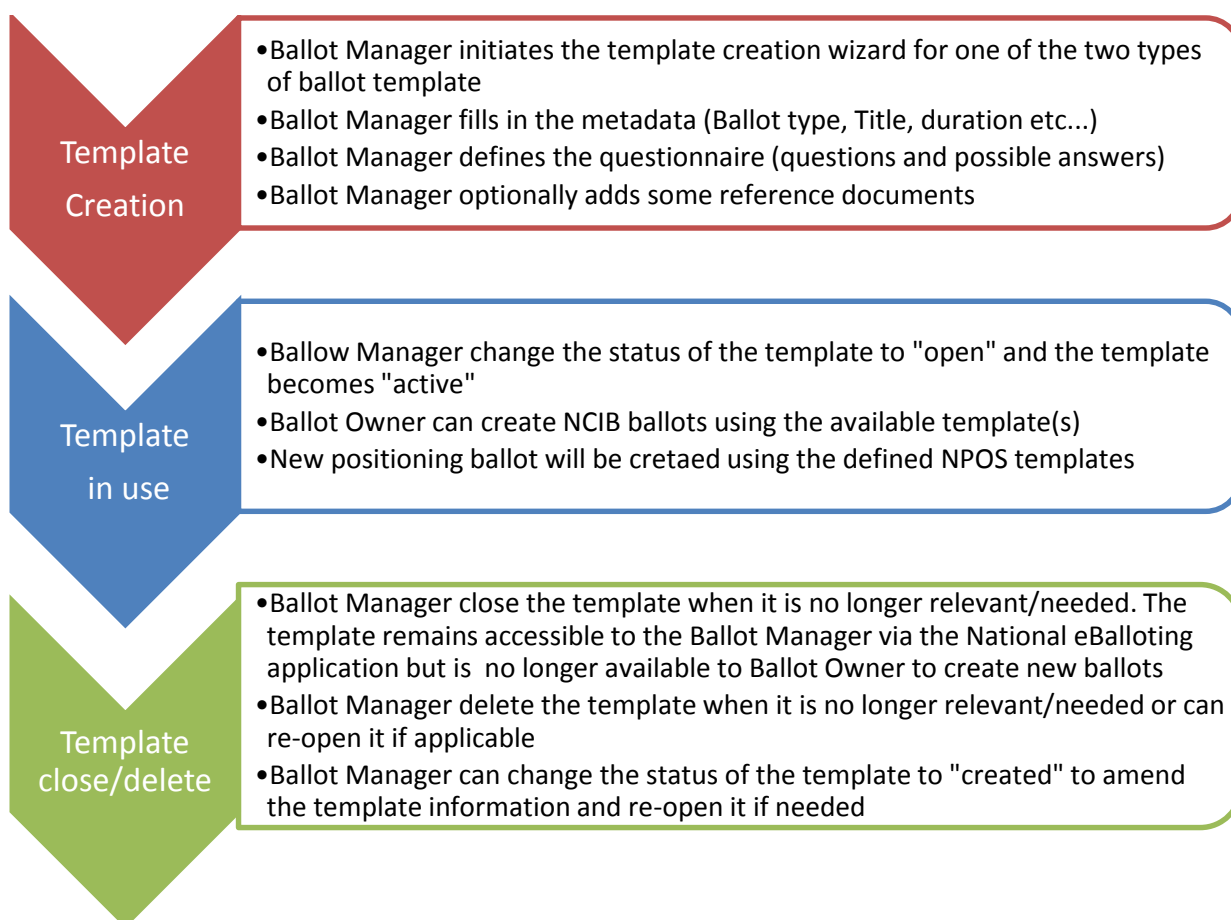 Template
Creation
•Ballot Manager initiates the template creation wizard for one of the two types
of ballot template
•Ballot Manager fills in the metadata (Ballot type, Title, duration etc...)
•Ballot Manager defines the questionnaire (questions and possible answers)
•Ballot Manager optionally adds some reference documents
Template
in use
•Ballow Manager change the status of the template to "open" and the template
becomes "active"
•Ballot Owner can create NCIB ballots using the available template(s)
•New positioning ballot will be cretaed using the defined NPOS templates
Template
close/delete
•Ballot Manager close the template when it is no longer relevant/needed. The
template remains accessible to the Ballot Manager via the National eBalloting
application but is  no longer available to Ballot Owner to create new ballots
•Ballot Manager delete the template when it is no longer relevant/needed or can
re-open it if applicable
•Ballot Manager can change the status of the template to "created" to amend
the template information and re-open it if needed